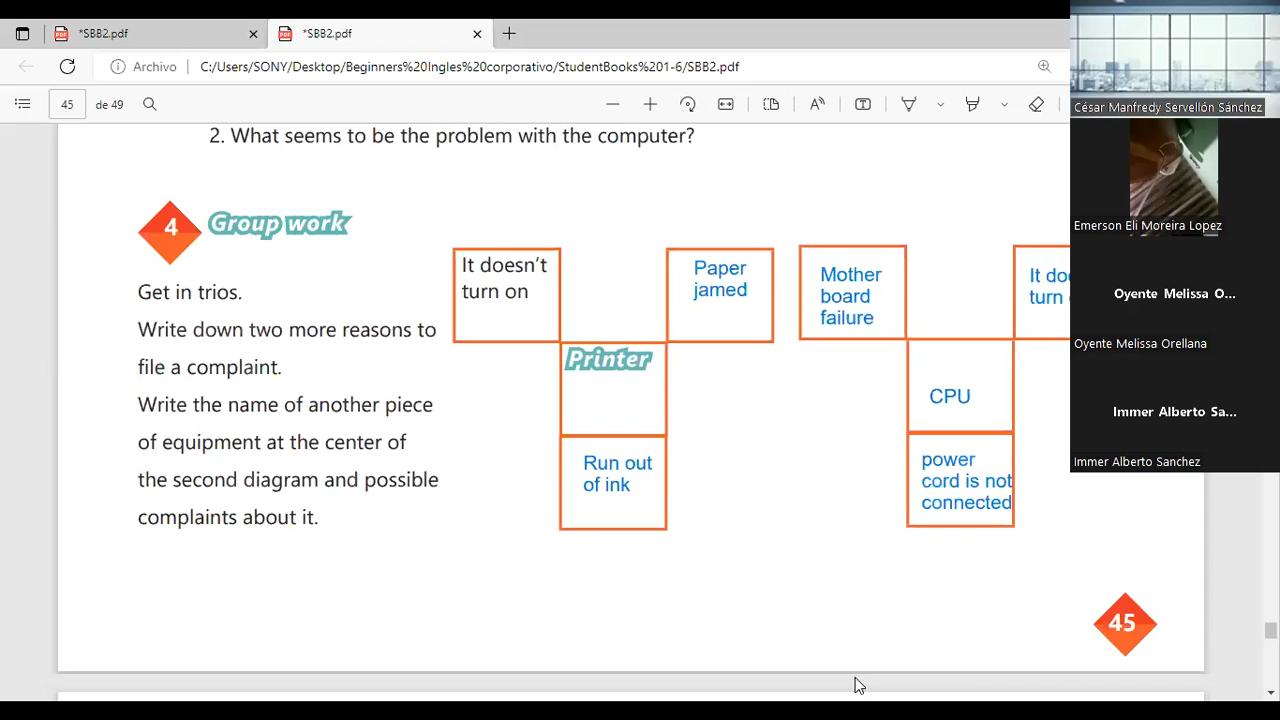 *SBB2.pdf
*SBB2.pdf
Archivo
C:/Users/SONY/Desktop/Beginners%20Ingles%20corporativo/StudentBooks%201-6/SBB2.pdf
45
de 49
2. What seems to be the problem with the computer?
4
Group work
Get in trios.
Write down two more reasons to
file a complaint.
Write the name of another piece
of equipment at the center of
the second diagram and possible
complaints about it.
It doesn't
turn on
Paper
jamed
Printer
Run out
of ink
Mother
board
failure
It
turn
CPU
power
cord is not
connected
45
César Manfredy Servellón Sánchez
Emerson Eli Moreira Lopez
Oyente Melissa O...
Oyente Melissa Orellana
Immer Alberto Sa...
Immer Alberto Sanchez